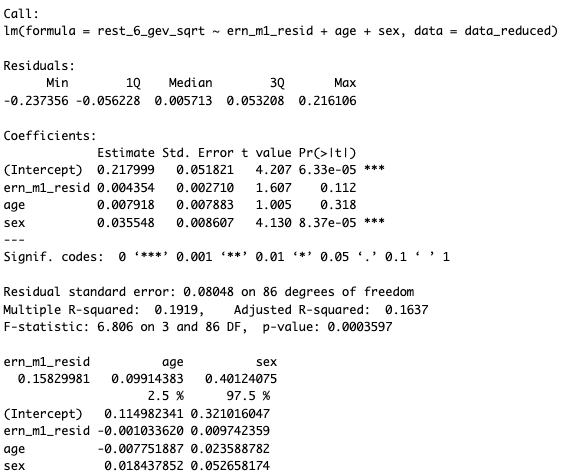 Call:
lm(formula = rest_6_gev_sqrt ~ ern_m1_resid + age + sex, data = data_reduced)
Residuals:
Min 1Q Median 3Q Max
-0.237356 -0.056228 0.005713 0.053208 0.216106
Coefficients:
Estimate Std. Error t value Pr(>|t|)
(Intercept) 0.217999 0.051821 4.207 6.33e-05 ***
ern_m1_resid 0.004354 0.002710 1.607 0.112
age 0.007918 0.007883 1.005 0.318
sex 0.035548 0.008607 4.130 8.37e-05 ***
---
Signif. codes: 0 ‘***’ 0.001 ‘**’ 0.01 ‘*’ 0.05 ‘.’ 0.1 ‘ ’ 1
Residual standard error: 0.08048 on 86 degrees of freedom
Multiple R-squared: 0.1919, Adjusted R-squared: 0.1637
F-statistic: 6.806 on 3 and 86 DF, p-value: 0.0003597
ern_m1_resid age sex
0.15829981 0.09914383 0.40124075
2.5 % 97.5 %
(Intercept) 0.114982341 0.321016047
ern_m1_resid -0.001033620 0.009742359
age -0.007751887 0.023588782
sex 0.018437852 0.052658174